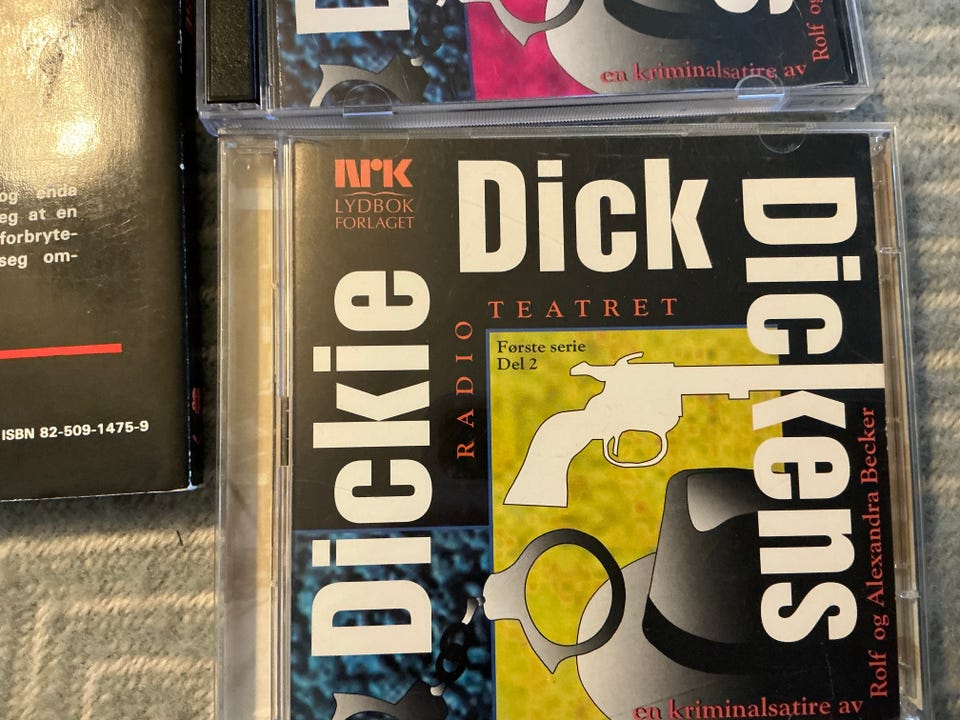 en kriminalsatire av
Rolf og
og enda
eg at en
forbryte-
seg om-
ISBN 82-509-1475-9
NRK
LYDBOK
FORLAGET
Dickie
Dick
Dickens
RADIO
TEATRET
Første serie
Del 2
en kriminalsatire av
Rolf og Alexandra Becker